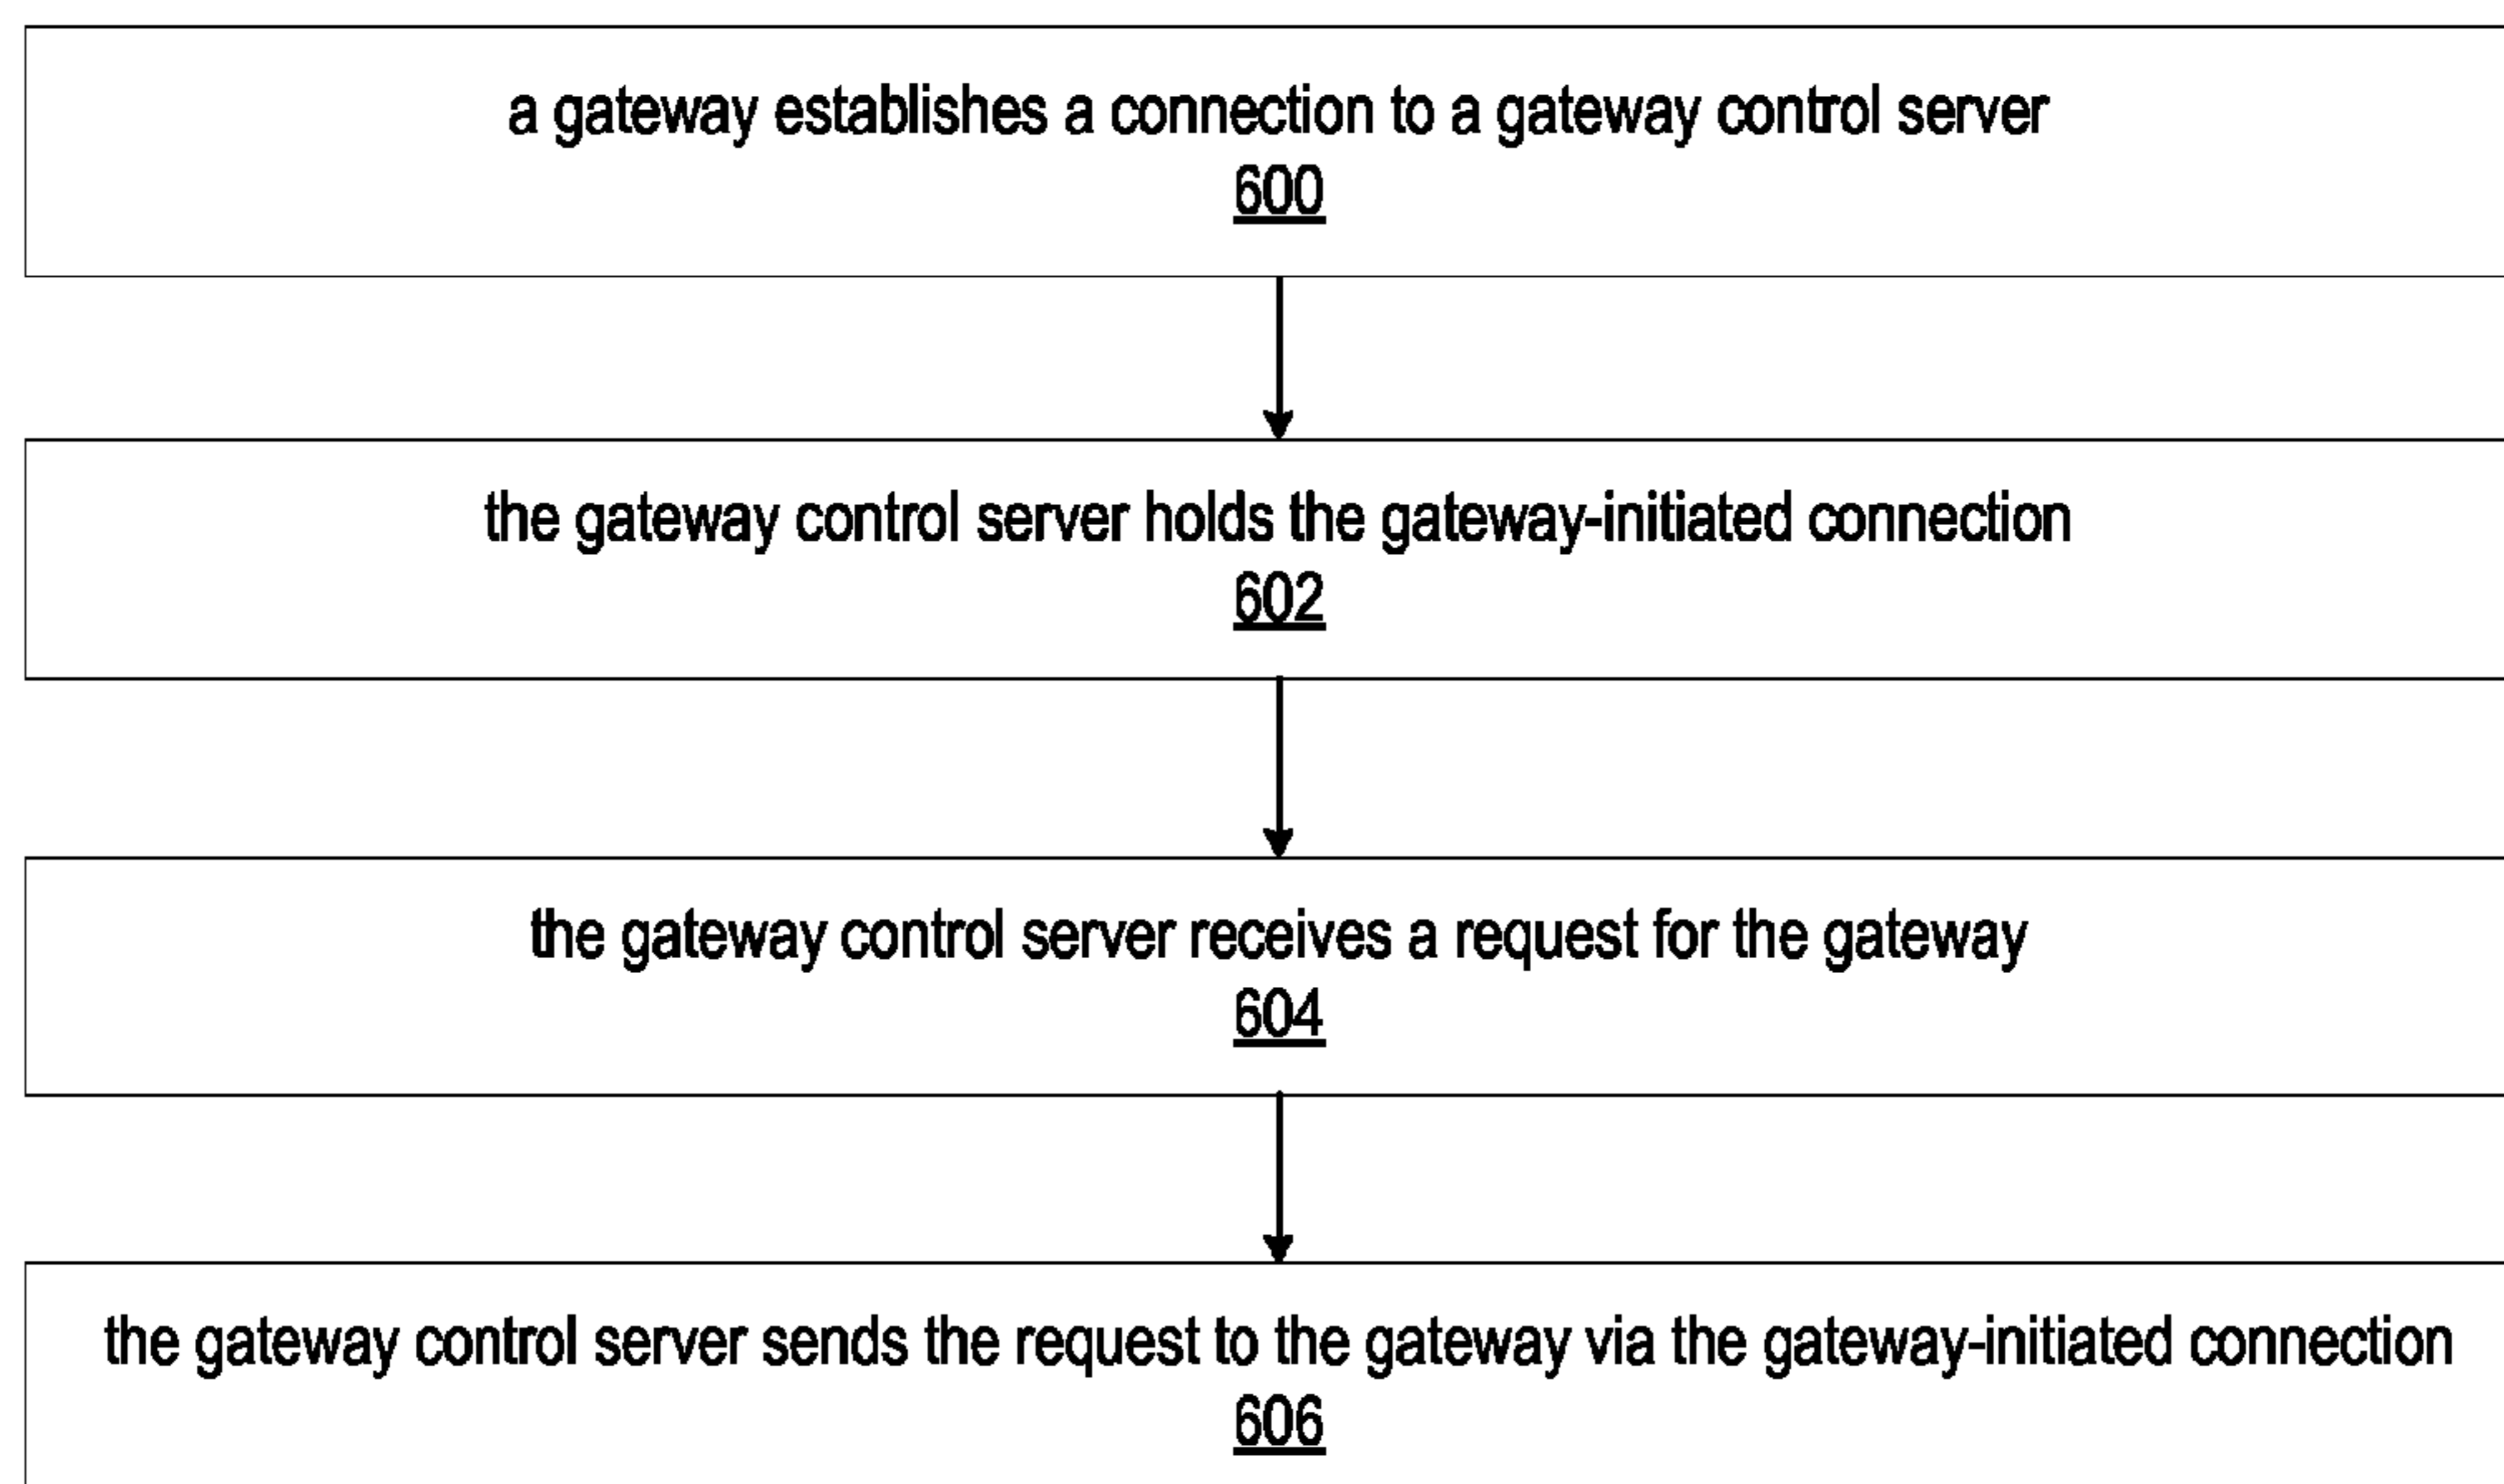 a gateway establishes a connection to a gateway control server
600
the gateway control server holds the gateway-initiated connection
602
the gateway control server receives a request for the gateway
604
the gateway control server sends the request to the gateway via the gateway-initiated connection
606